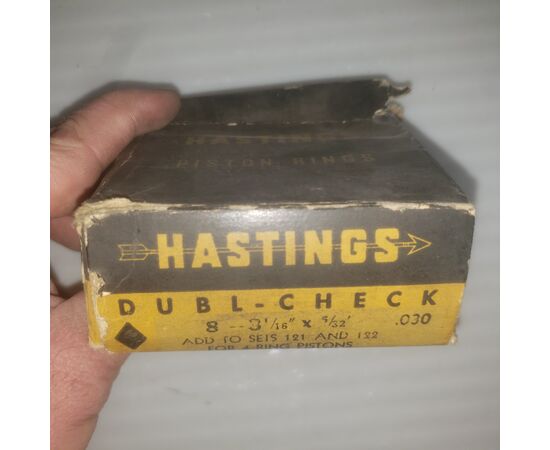 HASTINGS
PISTON RINGS
HASTINGS
DUBL-CHECK
8 -- 3 1/16" x 5/32' .030
ADD TO SETS 121 AND 122
FOR 4 RING PISTONS